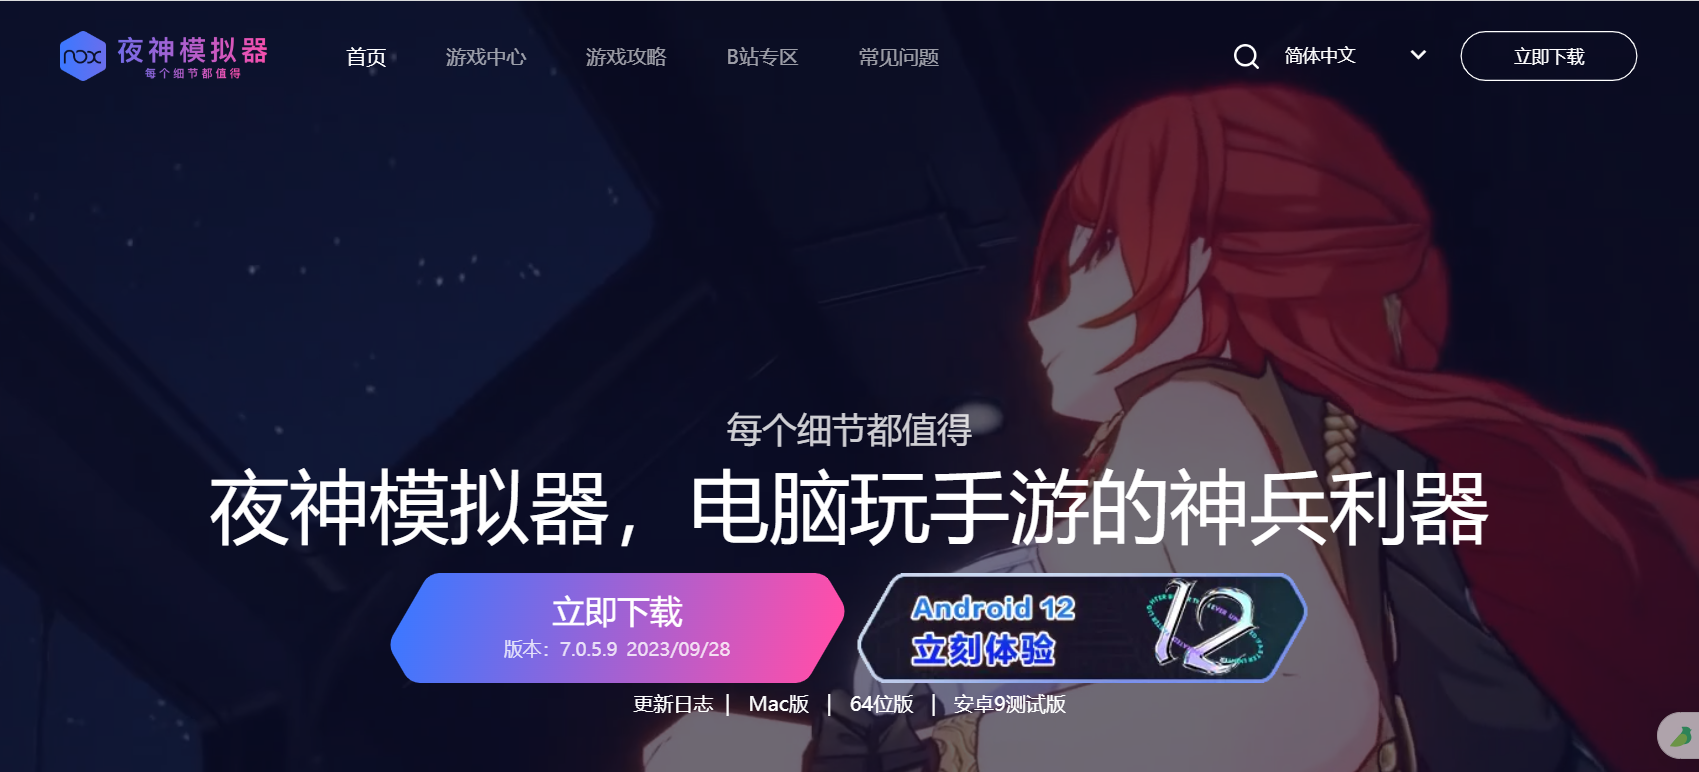 nox 夜神模拟器
每个细节都值得
首页 游戏中心 游戏攻略 B站专区 常见问题 简体中文 立即下载
每个细节都值得
夜神模拟器，电脑玩手游的神兵利器
立即下载
版本：7.0.5.9 2023/09/28
Android 12
立刻体验
12
更新日志 | Mac版 | 64位版 | 安卓9测试版